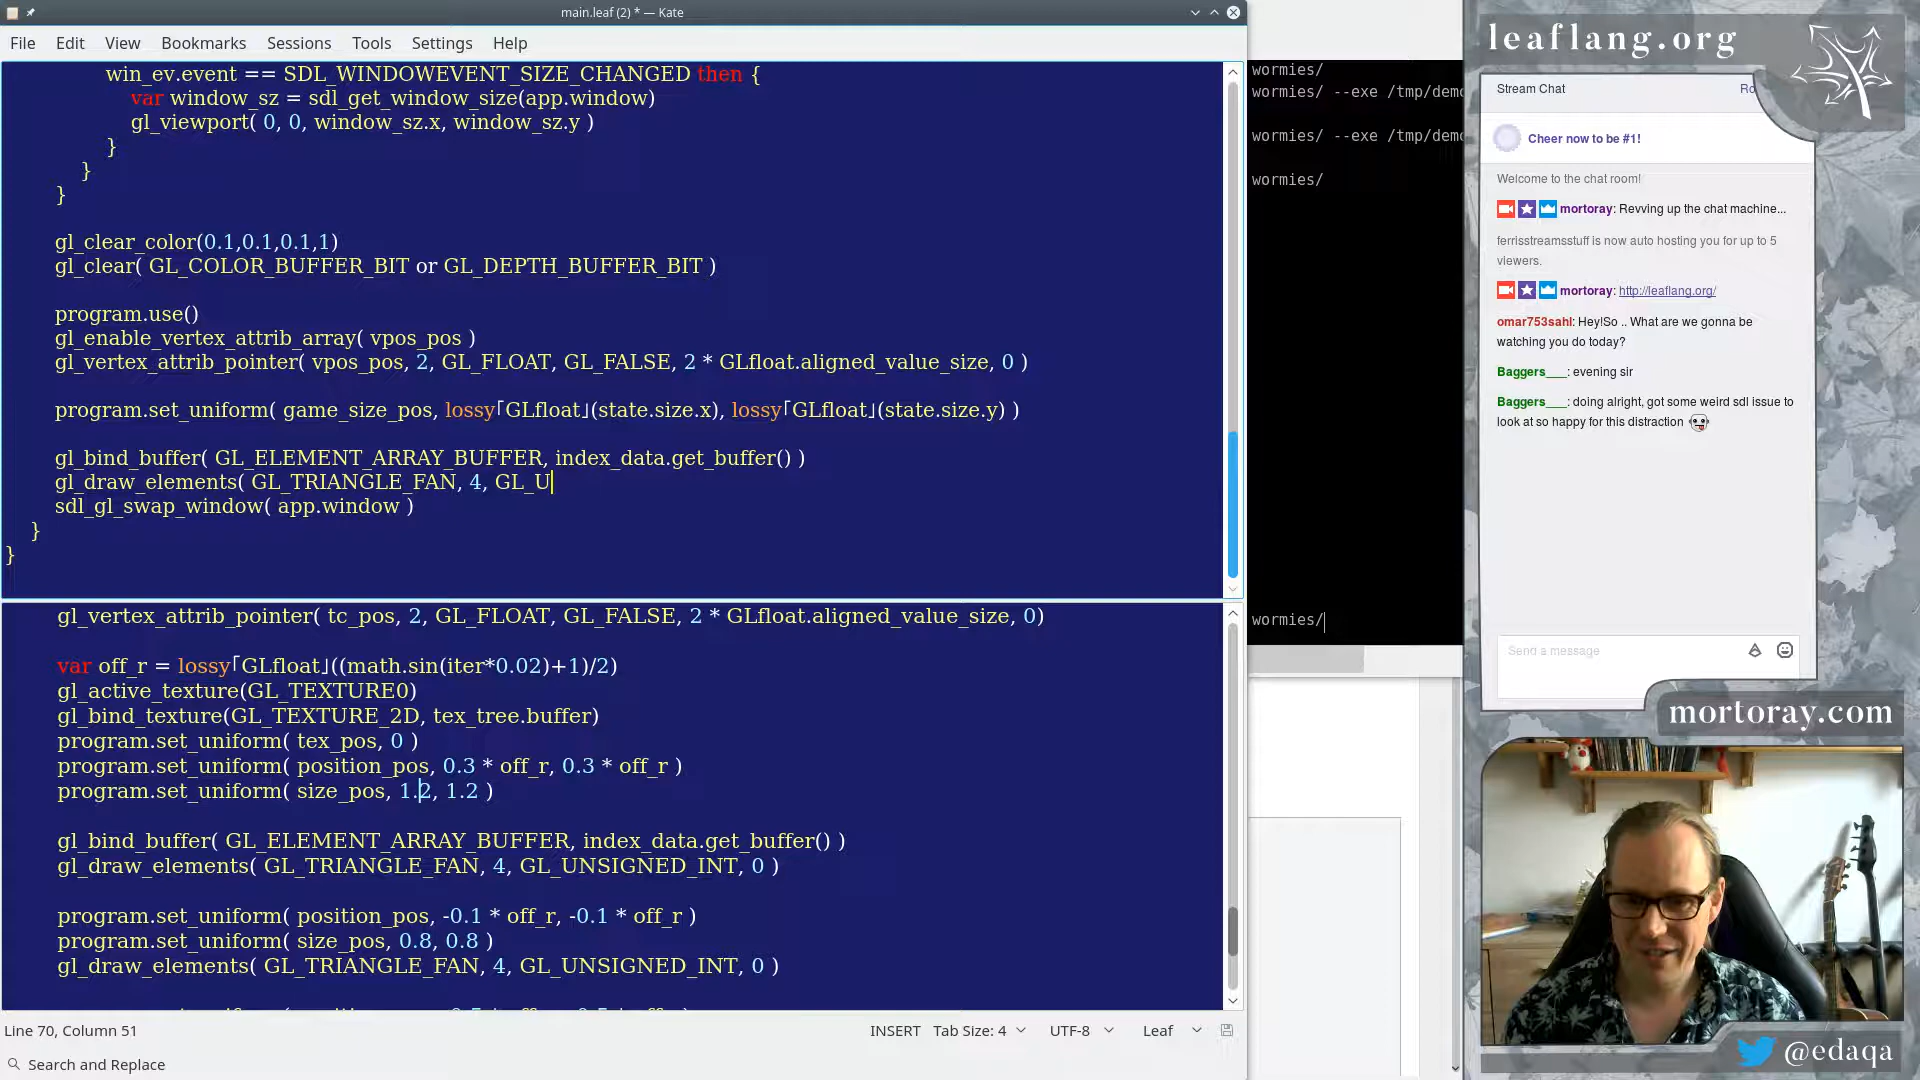 main.leaf (2) * — Kate
File Edit View Bookmarks Sessions Tools Settings Help
win_ev.event == SDL_WINDOWEVENT_SIZE_CHANGED then {
var window_sz = sdl_get_window_size(app.window)
gl_viewport( 0, 0, window_sz.x, window_sz.y )
}
}
}
gl_clear_color(0.1,0.1,0.1,1)
gl_clear( GL_COLOR_BUFFER_BIT or GL_DEPTH_BUFFER_BIT )
program.use()
gl_enable_vertex_attrib_array( vpos_pos )
gl_vertex_attrib_pointer( vpos_pos, 2, GL_FLOAT, GL_FALSE, 2 * GLfloat.aligned_value_size, 0 )
program.set_uniform( game_size_pos, lossy「GLfloat」(state.size.x), lossy「GLfloat」(state.size.y) )
gl_bind_buffer( GL_ELEMENT_ARRAY_BUFFER, index_data.get_buffer() )
gl_draw_elements( GL_TRIANGLE_FAN, 4, GL_U
sdl_gl_swap_window( app.window )
}
}
gl_vertex_attrib_pointer( tc_pos, 2, GL_FLOAT, GL_FALSE, 2 * GLfloat.aligned_value_size, 0)
var off_r = lossy「GLfloat」((math.sin(iter*0.02)+1)/2)
gl_active_texture(GL_TEXTURE0)
gl_bind_texture(GL_TEXTURE_2D, tex_tree.buffer)
program.set_uniform( tex_pos, 0 )
program.set_uniform( position_pos, 0.3 * off_r, 0.3 * off_r )
program.set_uniform( size_pos, 1.2, 1.2 )
gl_bind_buffer( GL_ELEMENT_ARRAY_BUFFER, index_data.get_buffer() )
gl_draw_elements( GL_TRIANGLE_FAN, 4, GL_UNSIGNED_INT, 0 )
program.set_uniform( position_pos, -0.1 * off_r, -0.1 * off_r )
program.set_uniform( size_pos, 0.8, 0.8 )
gl_draw_elements( GL_TRIANGLE_FAN, 4, GL_UNSIGNED_INT, 0 )
Line 70, Column 51
INSERT Tab Size: 4 UTF-8 Leaf
Search and Replace
wormies/
wormies/ --exe /tmp/demo
wormies/ --exe /tmp/demo
wormies/
wormies/
leaflang.org
Stream Chat
Ro
Cheer now to be #1!
Welcome to the chat room!
mortoray: Revving up the chat machine...
ferrisstreamsstuff is now auto hosting you for up to 5
viewers.
mortoray: http://leaflang.org/
omar753sahl: Hey!So .. What are we gonna be
watching you do today?
Baggers___: evening sir
Baggers___: doing alright, got some weird sdl issue to
look at so happy for this distraction
Send a message
mortoray.com
@edaqa